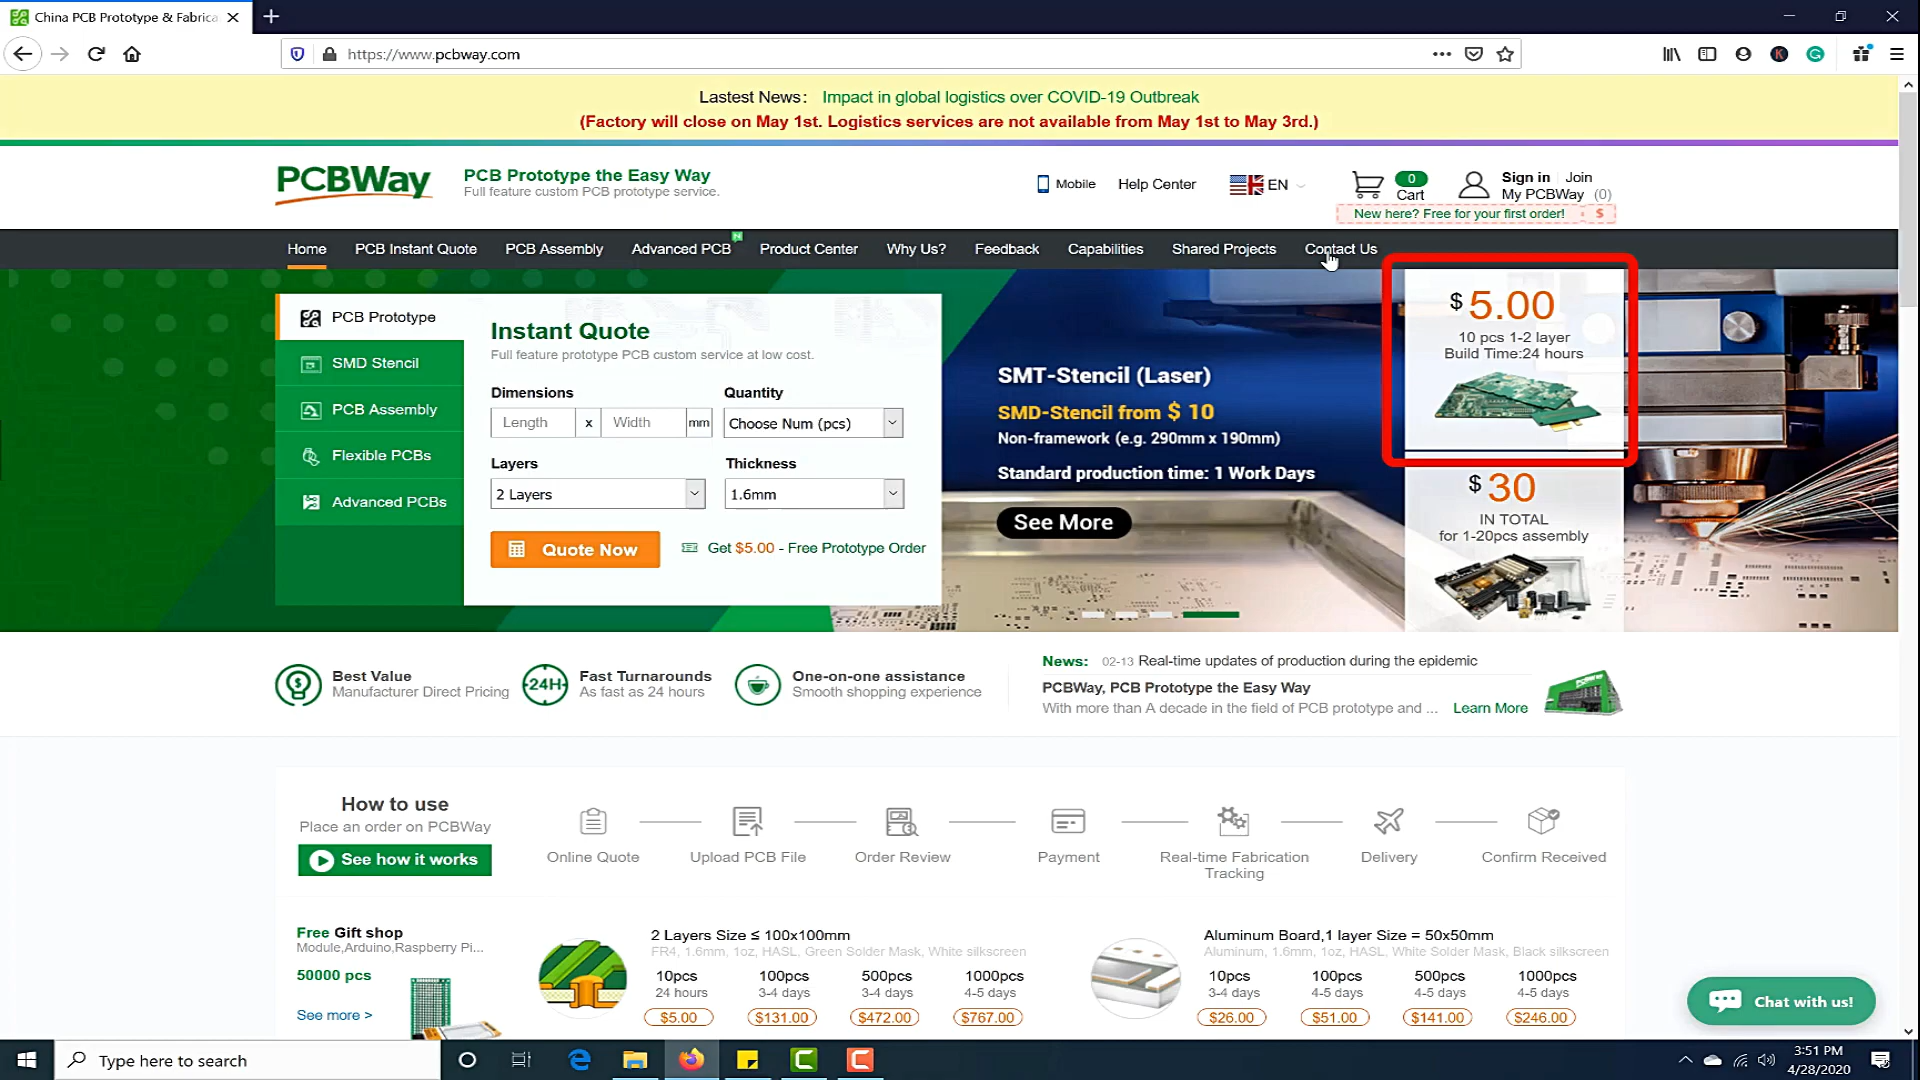 China PCB Prototype & Fabrica
https://www.pcbway.com
Lastest News: Impact in global logistics over COVID-19 Outbreak
(Factory will close on May 1st. Logistics services are not available from May 1st to May 3rd.)
PCBWay
PCB Prototype the Easy Way
Full feature custom PCB prototype service.
Mobile
Help Center
EN
0
Cart
Sign in Join
My PCBWay (0)
New here? Free for your first order! $
Home PCB Instant Quote PCB Assembly Advanced PCB N Product Center Why Us? Feedback Capabilities Shared Projects Contact Us
PCB Prototype
SMD Stencil
PCB Assembly
Flexible PCBs
Advanced PCBs
Instant Quote
Full feature prototype PCB custom service at low cost.
Dimensions Quantity
Length x Width mm Choose Num (pcs)
Layers Thickness
2 Layers 1.6mm
Quote Now
Get $5.00 - Free Prototype Order
SMT-Stencil (Laser)
SMD-Stencil from $ 10
Non-framework (e.g. 290mm x 190mm)
Standard production time: 1 Work Days
See More
$ 5.00
10 pcs 1-2 layer
Build Time:24 hours
$ 30
IN TOTAL
for 1-20pcs assembly
Best Value
Manufacturer Direct Pricing
24H
Fast Turnarounds
As fast as 24 hours
One-on-one assistance
Smooth shopping experience
News: 02-13 Real-time updates of production during the epidemic
PCBWay, PCB Prototype the Easy Way
With more than A decade in the field of PCB prototype and ... Learn More
PCBWay
How to use
Place an order on PCBWay
See how it works
Online Quote
Upload PCB File
Order Review
Payment
Real-time Fabrication
Tracking
Delivery
Confirm Received
Free Gift shop
Module,Arduino,Raspberry Pi...
50000 pcs
See more >
2 Layers Size ≤ 100x100mm
FR4, 1.6mm, 1oz, HASL, Green Solder Mask, White silkscreen
10pcs 100pcs 500pcs 1000pcs
24 hours 3-4 days 3-4 days 4-5 days
$5.00 $131.00 $472.00 $767.00
Aluminum Board,1 layer Size = 50x50mm
Aluminum, 1.6mm, 1oz, HASL, White Solder Mask, Black silkscreen
10pcs 100pcs 500pcs 1000pcs
3-4 days 4-5 days 4-5 days 4-5 days
$26.00 $51.00 $141.00 $246.00
Chat with us!
Type here to search
3:51 PM
4/28/2020